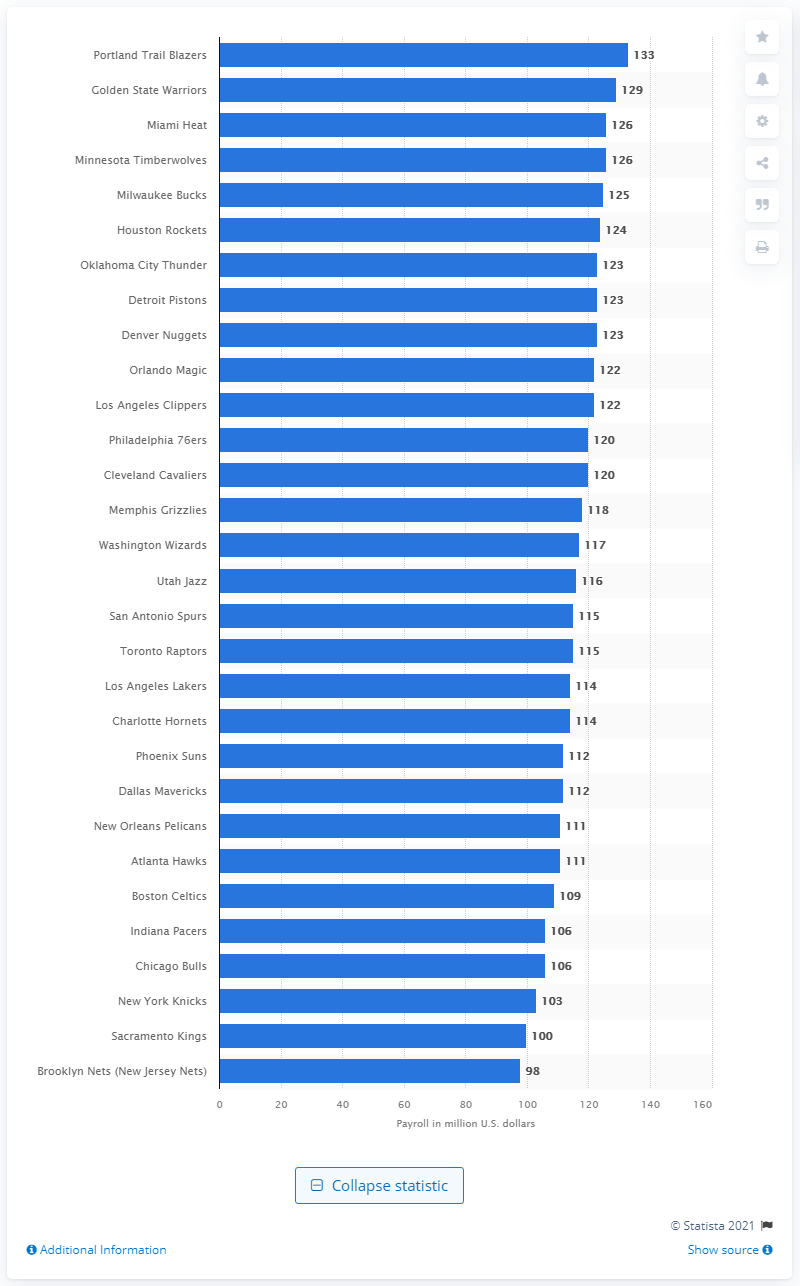 Portland Trail Blazers 133
Golden State Warriors 129
Miami Heat 126
Minnesota Timberwolves 126
Milwaukee Bucks 125
Houston Rockets 124
Oklahoma City Thunder 123
Detroit Pistons 123
Denver Nuggets 123
Orlando Magic 122
Los Angeles Clippers 122
Philadelphia 76ers 120
Cleveland Cavaliers 120
Memphis Grizzlies 118
Washington Wizards 117
Utah Jazz 116
San Antonio Spurs 115
Toronto Raptors 115
Los Angeles Lakers 114
Charlotte Hornets 114
Phoenix Suns 112
Dallas Mavericks 112
New Orleans Pelicans 111
Atlanta Hawks 111
Boston Celtics 109
Indiana Pacers 106
Chicago Bulls 106
New York Knicks 103
Sacramento Kings 100
Brooklyn Nets (New Jersey Nets) 98
0 20 40 60 80 100 120 140 160
Payroll in million U.S. dollars
Collapse statistic
© Statista 2021
Additional Information Show source